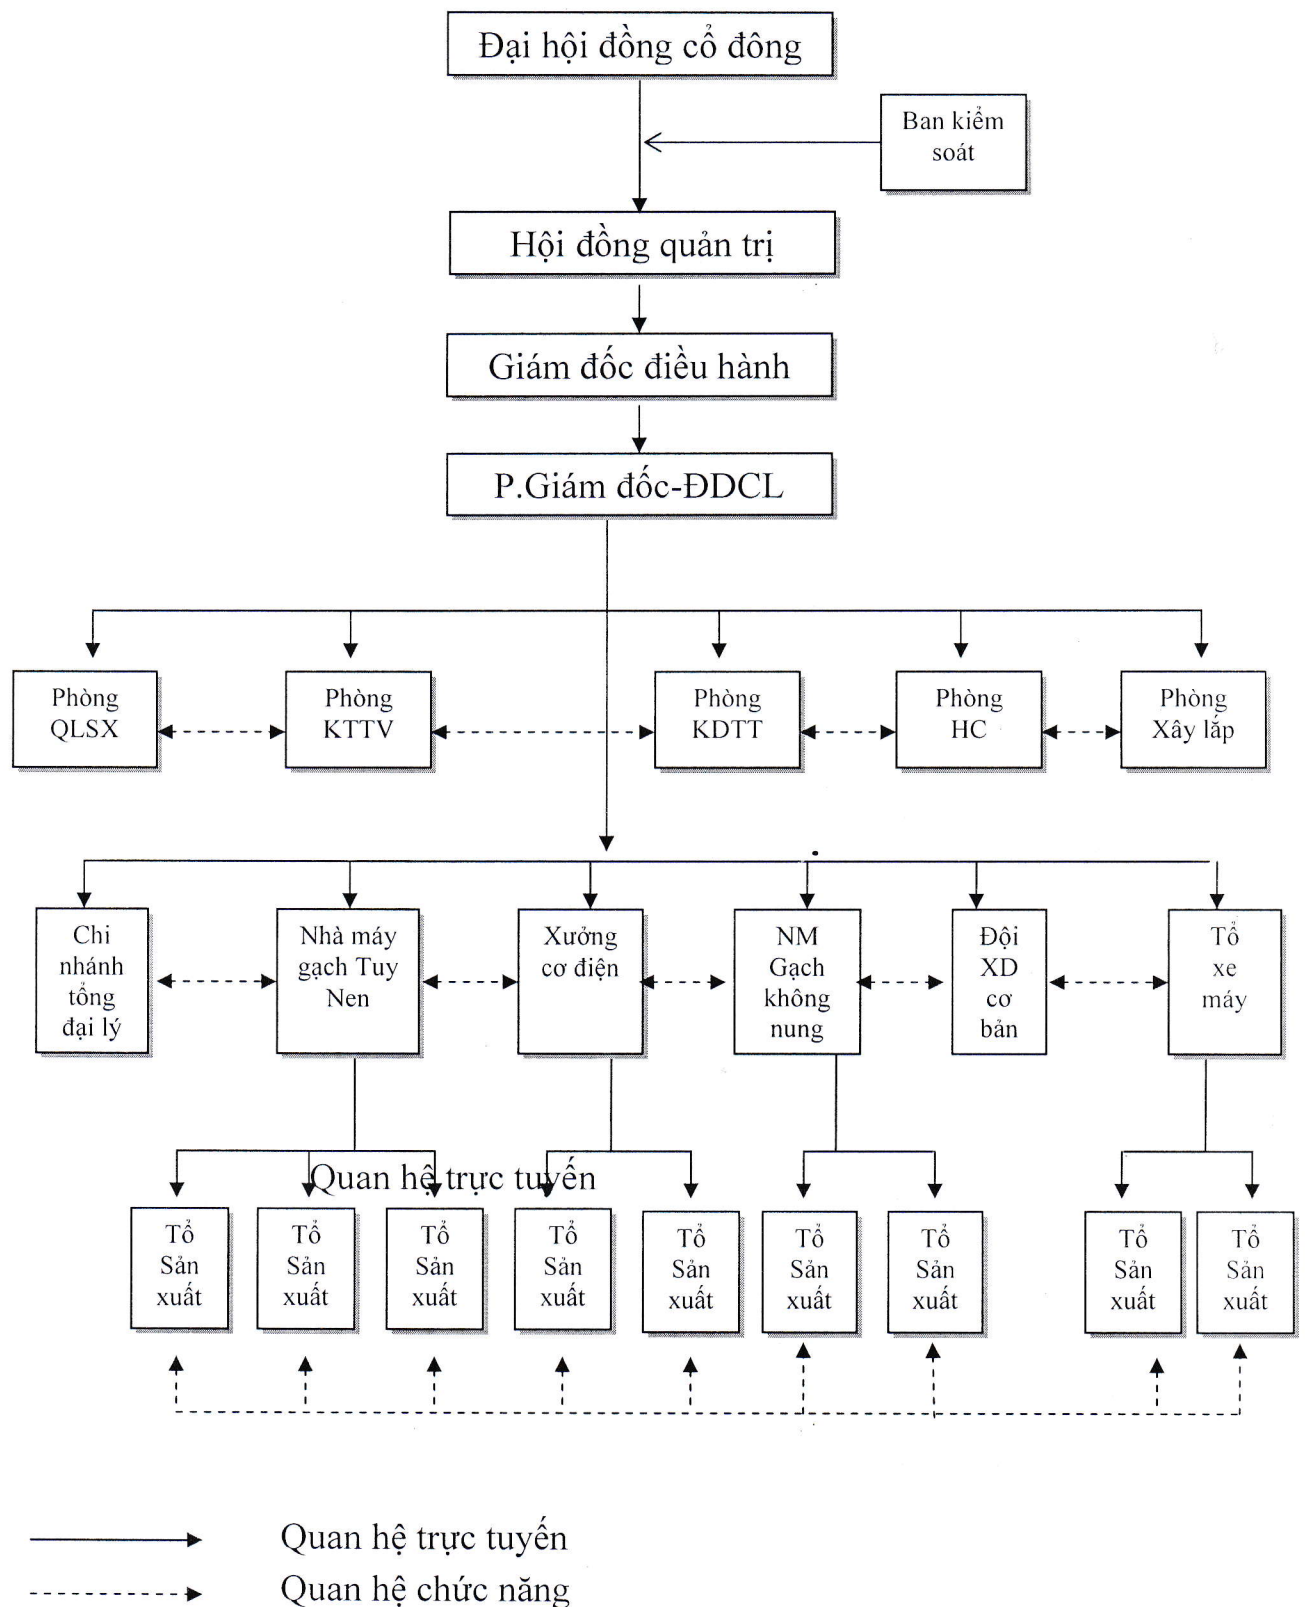 Đại hội đồng cổ đông
Ban kiểm
soát
Hội đồng quản trị
Giám đốc điều hành
P.Giám đốc-ĐDCL
Phòng
QLSX
Phòng
KTTV
Phòng
KDTT
Phòng
HC
Phòng
Xây lắp
Chi
nhánh
tổng
đại lý
Nhà máy
gạch Tuy
Nen
Xưởng
cơ điện
NM
Gạch
không
nung
Đội
XD
cơ
bản
Tổ
xe
máy
Quan hệ trực tuyến
Tổ
Sản
xuất
Tổ
Sản
xuất
Tổ
Sản
xuất
Tổ
Sản
xuất
Tổ
Sản
xuất
Tổ
Sản
xuất
Tổ
Sản
xuất
Tổ
Sản
xuất
Tổ
Sản
xuất
Quan hệ trực tuyến
Quan hệ chức năng